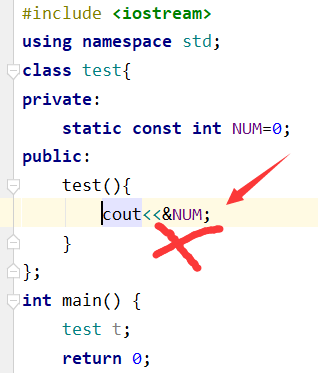 #include <iostream>
using namespace std;
class test{
private:
    static const int NUM=0;
public:
    test(){
        cout<<&NUM;
    }
};
int main() {
    test t;
    return 0;